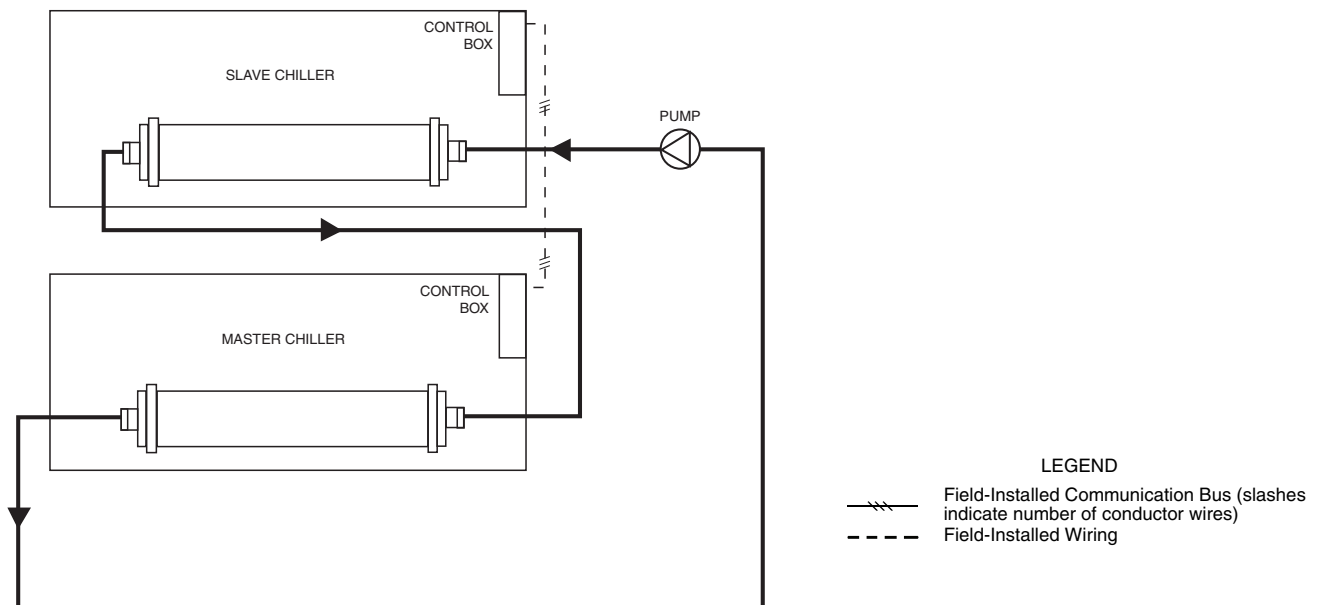 CONTROL
BOX
SLAVE CHILLER
PUMP
CONTROL
BOX
MASTER CHILLER
LEGEND
Field-Installed Communication Bus (slashes
indicate number of conductor wires)
Field-Installed Wiring